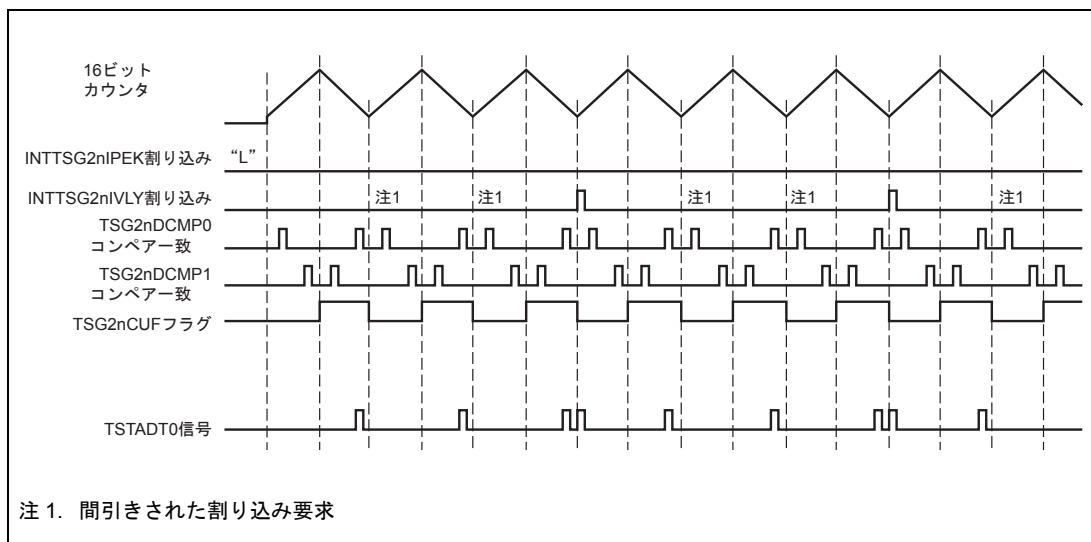 16ビット
カウンタ
INTTSG2nIPEK割り込み “L”
INTTSG2nIVLY割り込み 注1 注1 注1 注1 注1
TSG2nDCMP0
コンペアー致
TSG2nDCMP1
コンペアー致
TSG2nCUFフラグ
TSTADT0信号
注 1. 間引きされた割り込み要求